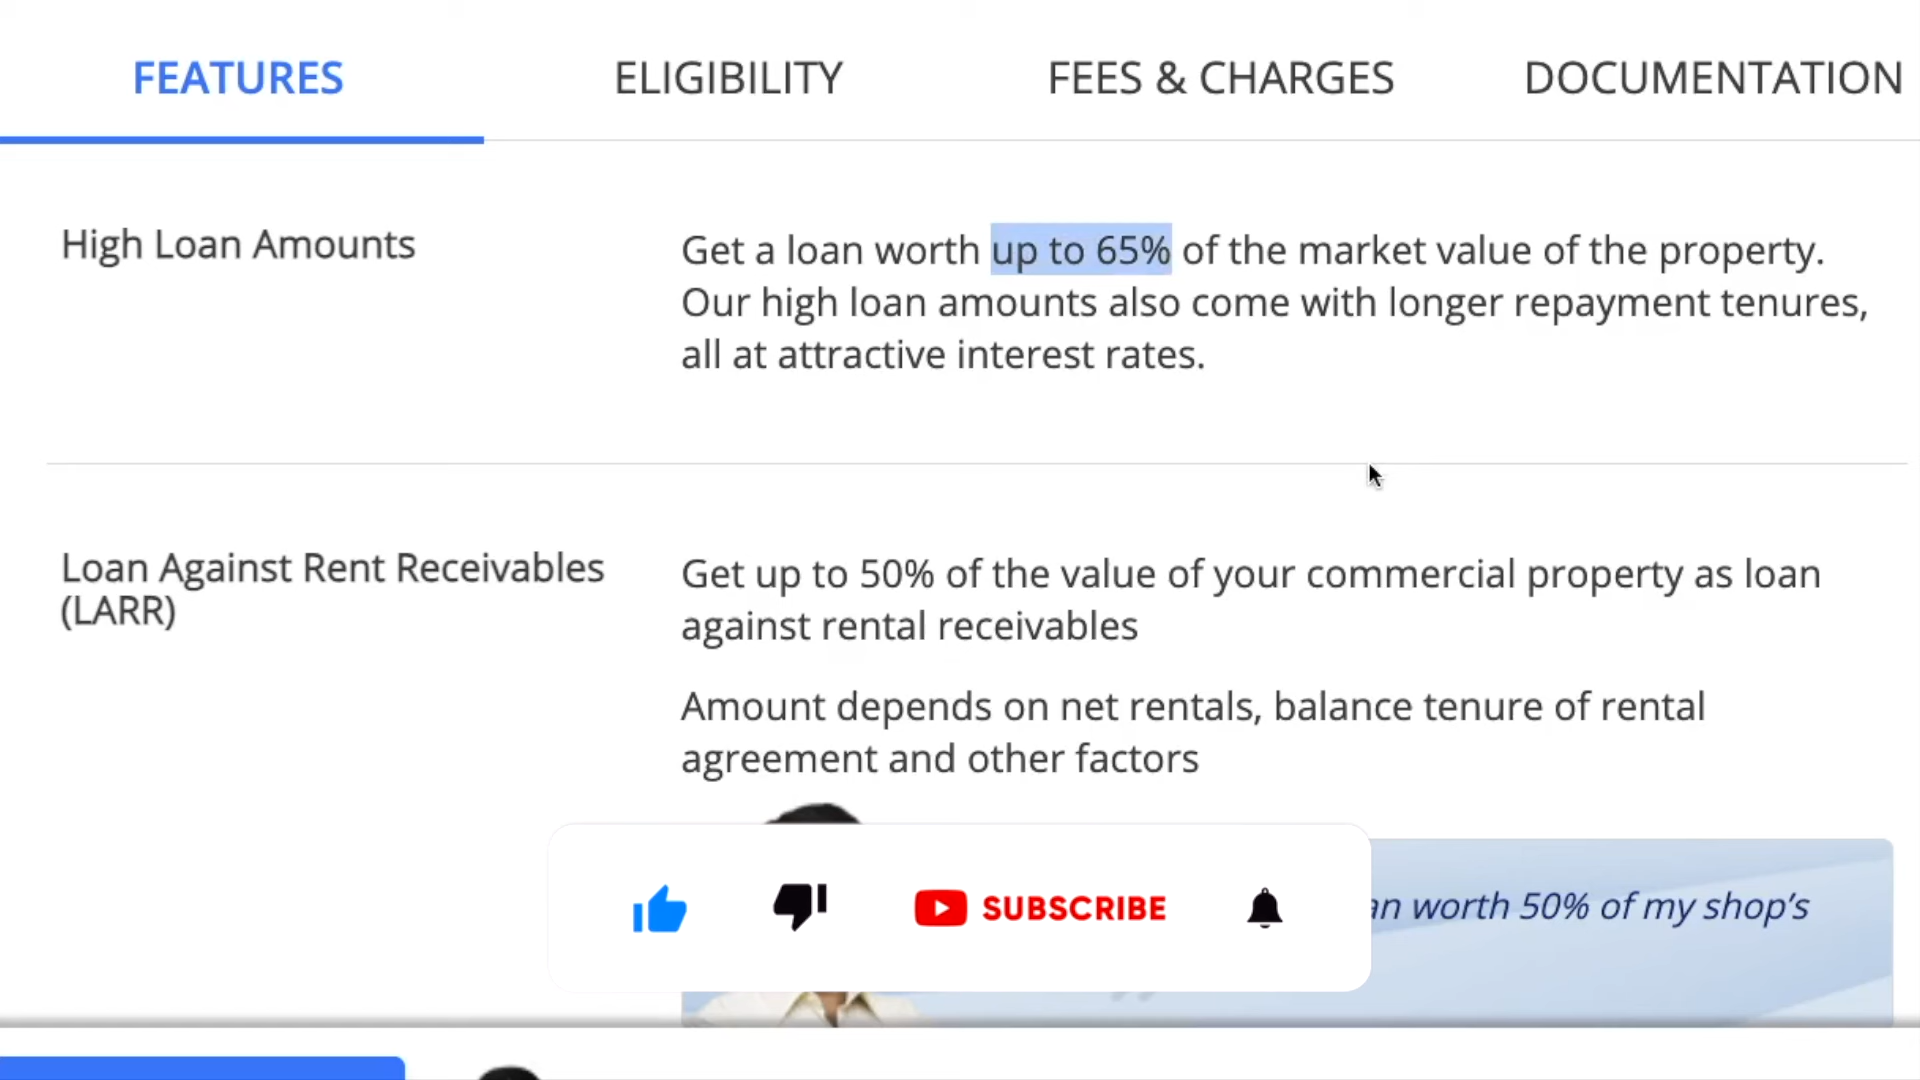 FEATURES ELIGIBILITY FEES & CHARGES DOCUMENTATION
High Loan Amounts
Get a loan worth up to 65% of the market value of the property.
Our high loan amounts also come with longer repayment tenures,
all at attractive interest rates.
Loan Against Rent Receivables
(LARR)
Get up to 50% of the value of your commercial property as loan
against rental receivables
Amount depends on net rentals, balance tenure of rental
agreement and other factors
SUBSCRIBE
worth 50% of my shop's